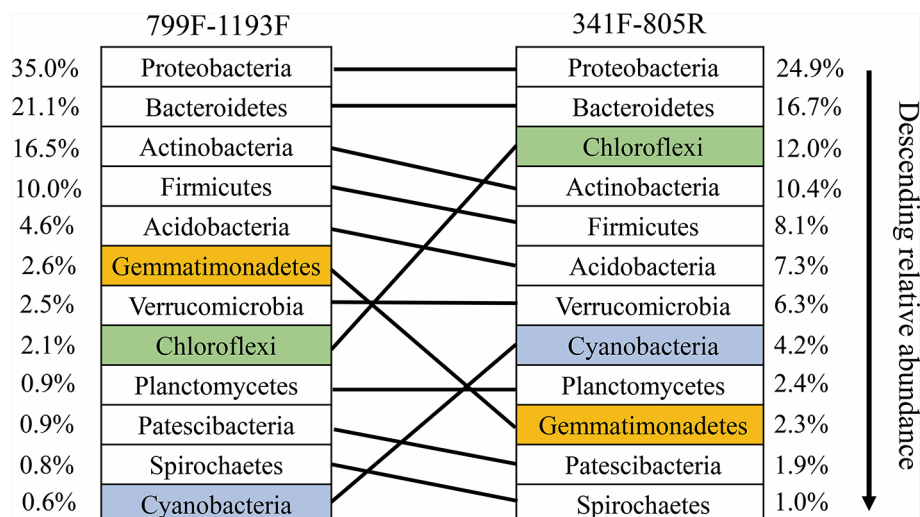 799F-1193F 341F-805R
35.0% Proteobacteria Proteobacteria 24.9%
21.1% Bacteroidetes Bacteroidetes 16.7%
16.5% Actinobacteria Chloroflexi 12.0%
10.0% Firmicutes Actinobacteria 10.4%
4.6% Acidobacteria Firmicutes 8.1%
2.6% Gemmatimonadetes Acidobacteria 7.3%
2.5% Verrucomicrobia Verrucomicrobia 6.3%
2.1% Chloroflexi Cyanobacteria 4.2%
0.9% Planctomycetes Planctomycetes 2.4%
0.9% Patescibacteria Gemmatimonadetes 2.3%
0.8% Spirochaetes Patescibacteria 1.9%
0.6% Cyanobacteria Spirochaetes 1.0%
Descending relative abundance